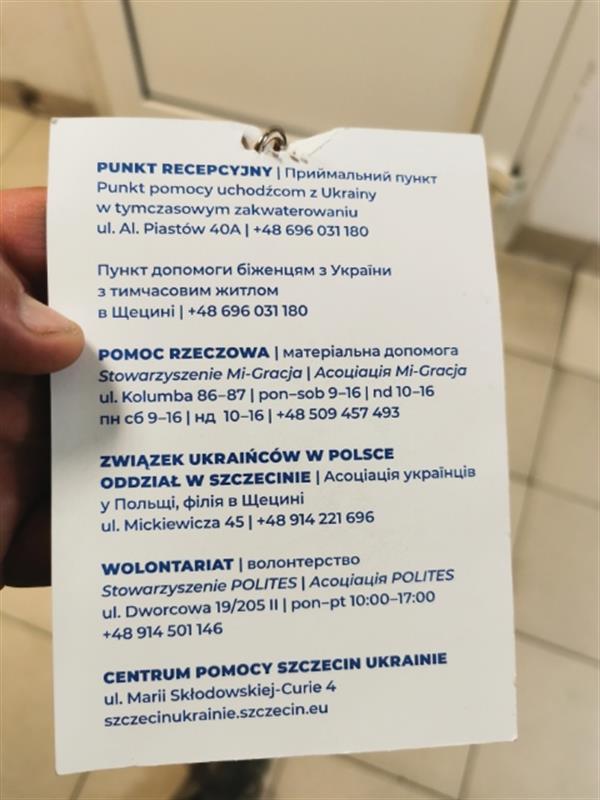 PUNKT RECEPCYJNY | Приймальний пункт
Punkt pomocy uchodźcom z Ukrainy
w tymczasowym zakwaterowaniu
ul. Al. Piastów 40A | +48 696 031 180
Пункт допомоги біженцям з України
з тимчасовим житлом
в Щецині | +48 696 031 180
POMOC RZECZOWA | матеріальна допомога
Stowarzyszenie Mi-Gracja | Асоціація Mi-Gracja
ul. Kolumba 86–87 | pon–sob 9–16 | nd 10–16
пн сб 9–16 | нд 10–16 | +48 509 457 493
ZWIĄZEK UKRAIŃCÓW W POLSCE
ODDZIAŁ W SZCZECINIE | Асоціація українців
у Польщі, філія в Щецині
ul. Mickiewicza 45 | +48 914 221 696
WOLONTARIAT | волонтерство
Stowarzyszenie POLITES | Асоціація POLITES
ul. Dworcowa 19/205 II | pon–pt 10:00–17:00
+48 914 501 146
CENTRUM POMOCY SZCZECIN UKRAINIE
ul. Marii Skłodowskiej-Curie 4
szczecinukrainie.szczecin.eu